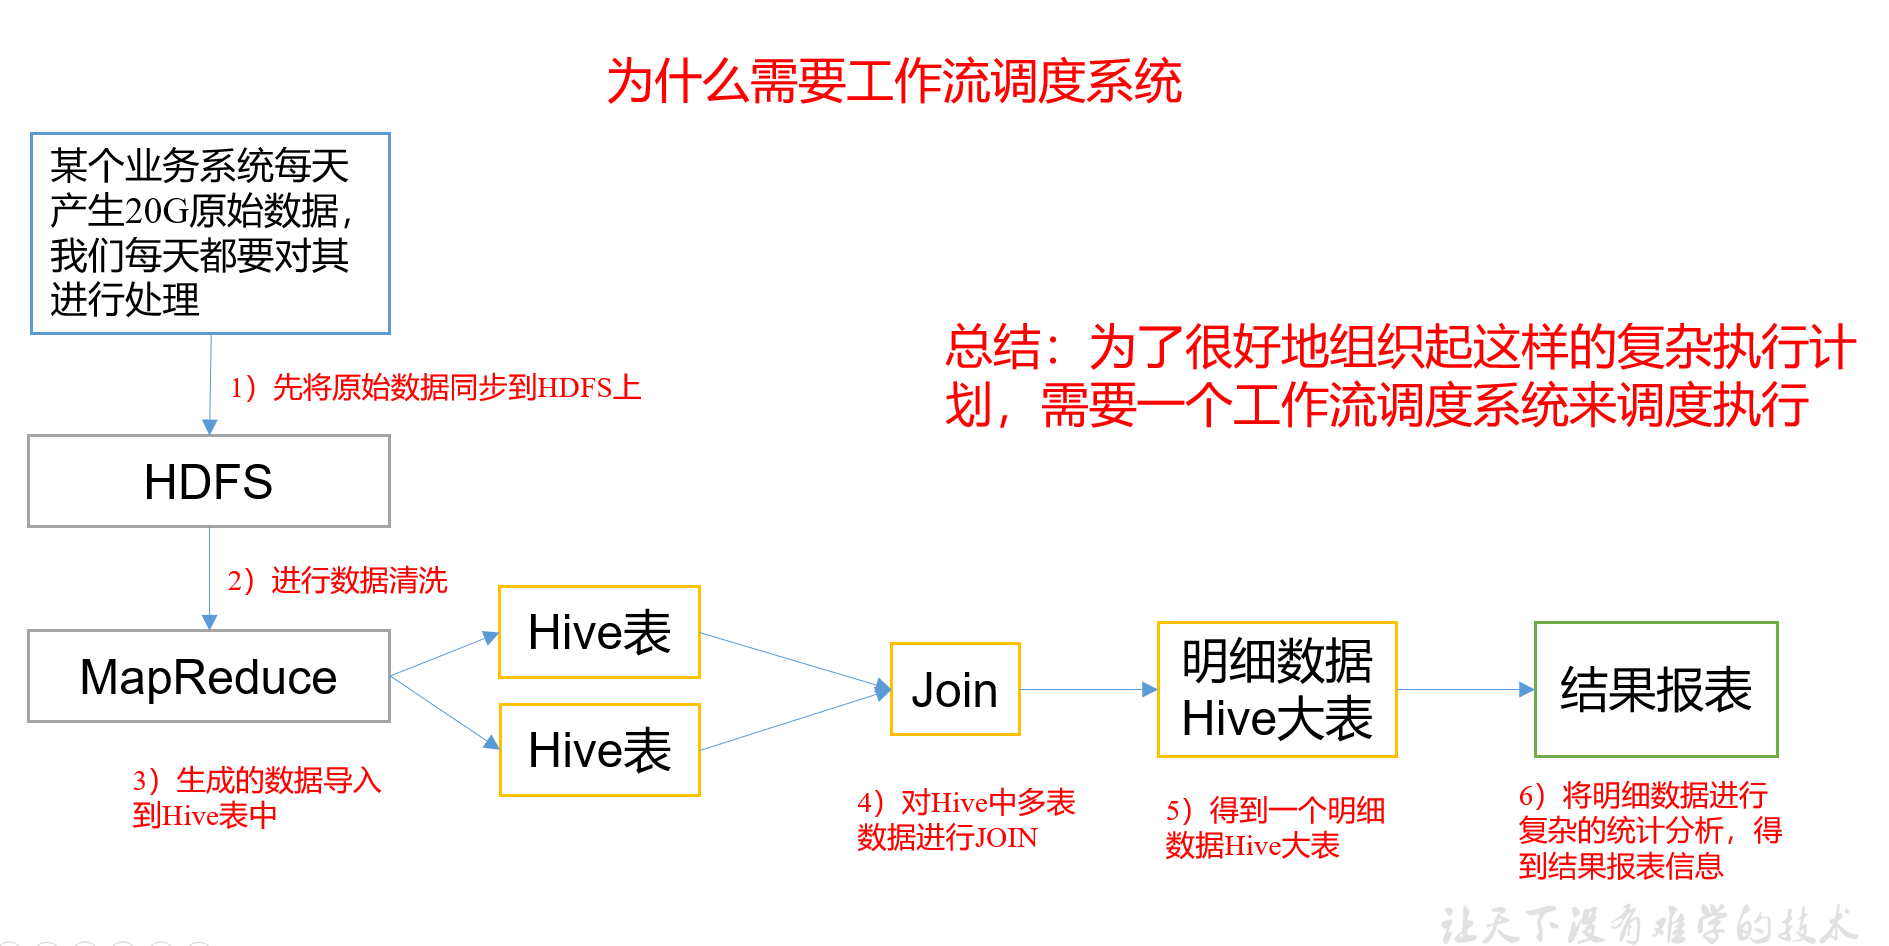 为什么需要工作流调度系统
某个业务系统每天
产生20G原始数据，
我们每天都要对其
进行处理
1）先将原始数据同步到HDFS上
总结：为了很好地组织起这样的复杂执行计
划，需要一个工作流调度系统来调度执行
HDFS
2）进行数据清洗
MapReduce
Hive表
Hive表
Join
明细数据
Hive大表
结果报表
3）生成的数据导入
到Hive表中
4）对Hive中多表
数据进行JOIN
5）得到一个明细
数据Hive大表
6）将明细数据进行
复杂的统计分析，得
到结果报表信息
让天下没有难学的技术